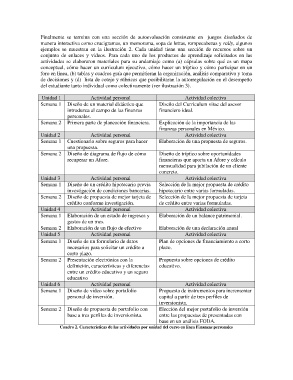 Finalmente se termina con una sección de autoevaluación consistente en juegos diseñados de
manera interactiva como crucigramas, un memorama, sopa de letras, rompecabezas y reily, algunos
ejemplos se muestran en la ilustración 2. Cada unidad tiene una sección de recursos sobre un
conjunto de enlaces y videos. Para cada uno de los productos de aprendizaje solicitados en las
actividades se elaboraron materiales para su andamiaje como (a) cápsulas sobre qué es un mapa
conceptual, cómo hacer un currículum ejecutivo, cómo hacer un tríptico y cómo participar en un
foro en línea, (b) tablas y cuadros guía que permitieran la organización, análisis comparativo y toma
de decisiones y (d) lista de cotejo y rúbricas que posibilitaran la autorregulación en el desempeño
del estudiante tanto individual como colectivamente (ver ilustración 3).
Unidad 1 Actividad personal Actividad colectiva
Semana 1 Diseño de un material didáctico que Diseño del Currículum vitae del asesor
introduzca al campo de las finanzas financiero ideal.
personales.
Semana 2 Primera parte de planeación financiera. Explicación de la importancia de las
finanzas personales en México.
Unidad 2 Actividad personal Actividad colectiva
Semana 1 Cuestionario sobre seguros para hacer Elaboración de una propuesta de seguros.
una propuesta.
Semana 2 Diseño de diagrama de flujo de cómo Diseño de tríptico sobre oportunidades
recuperar un Afore. financieras que aporta un Afore y cálculo
mensualidad para jubilación de un cliente
concreto.
Unidad 3 Actividad personal Actividad colectiva
Semana 1 Diseño de un crédito hipotecario previa Selección de la mejor propuesta de crédito
investigación de condiciones bancarias. hipotecario entre varias formuladas.
Semana 2 Diseño de propuesta de mejor tarjeta de Selección de la mejor propuesta de tarjeta
crédito conforme investigación. de crédito entre varias formuladas.
Unidad 4 Actividad personal Actividad colectiva
Semana 1 Elaboración de un estado de ingresos y Elaboración de un balance patrimonial.
gastos de un mes.
Semana 2 Elaboración de un flujo de efectivo Elaboración de una declaración anual
Unidad 5 Actividad personal Actividad colectiva
Semana 1 Diseño de un formulario de datos Plan de opciones de financiamiento a corto
necesarios para solicitar un crédito a plazo.
corto plazo.
Semana 2 Presentación electrónica con la Propuesta sobre opciones de crédito
definición, características y diferencias educativo.
entre un crédito educativo y un seguro
educativo
Unidad 6 Actividad personal Actividad colectiva
Semana 1 Diseño de video sobre portafolio Propuesta de instrumentos para incrementar
personal de inversión. capital a partir de tres perfiles de
inversionista.
Semana 2 Diseño de propuesta de portafolio con Elección del mejor portafolio de inversión
base a tres perfiles de inversionista. entre las propuestas de presentadas con
base en un análisis FODA.
Cuadro 2. Características de las actividades por unidad del curso en línea Finanzas personales